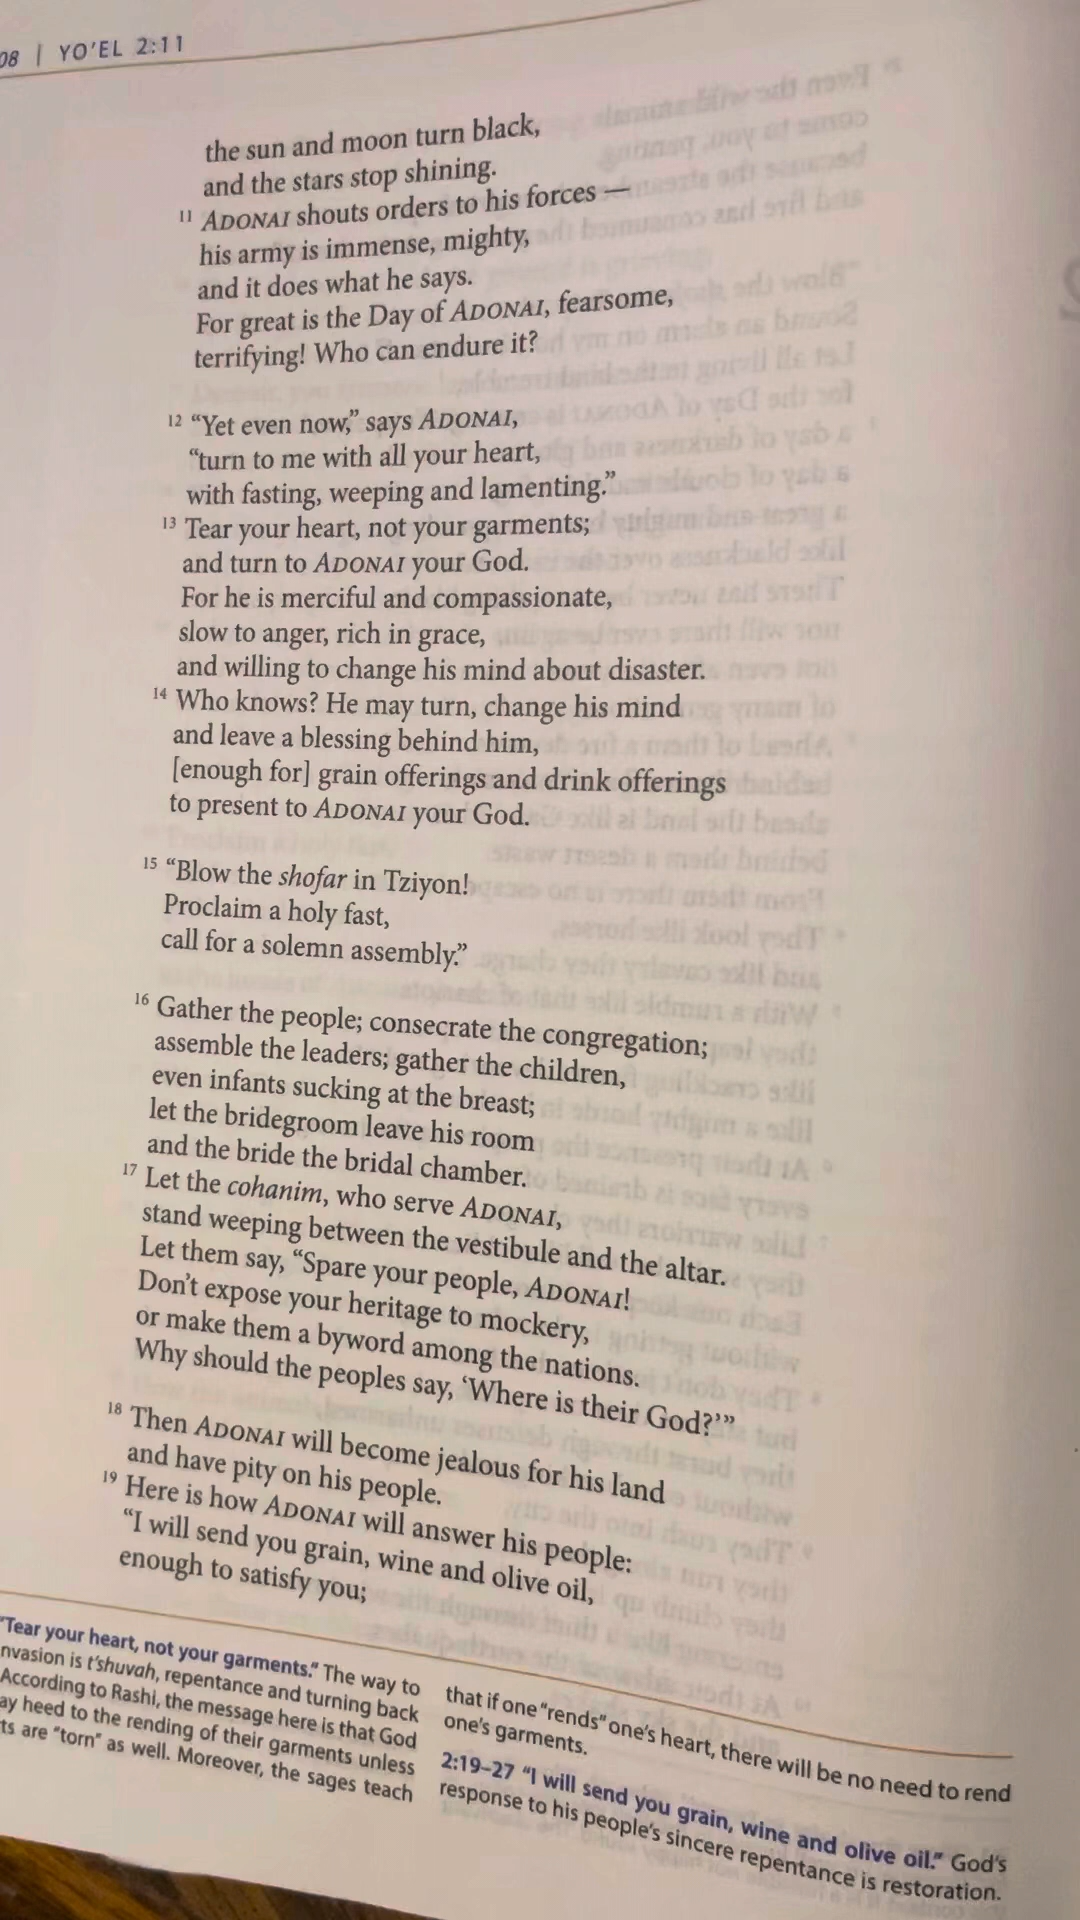 08 | YO'EL 2:11
the sun and moon turn black,
and the stars stop shining.
11 ADONAI shouts orders to his forces —
his army is immense, mighty,
and it does what he says.
For great is the Day of ADONAI, fearsome,
terrifying! Who can endure it?
12 “Yet even now,” says ADONAI,
“turn to me with all your heart,
with fasting, weeping and lamenting.”
13 Tear your heart, not your garments;
and turn to ADONAI your God.
For he is merciful and compassionate,
slow to anger, rich in grace,
and willing to change his mind about disaster.
14 Who knows? He may turn, change his mind
and leave a blessing behind him,
[enough for] grain offerings and drink offerings
to present to ADONAI your God.
15 “Blow the shofar in Tziyon!
Proclaim a holy fast,
call for a solemn assembly.”
16 Gather the people; consecrate the congregation;
assemble the leaders; gather the children,
even infants sucking at the breast;
let the bridegroom leave his room
and the bride the bridal chamber.
17 Let the cohanim, who serve ADONAI,
stand weeping between the vestibule and the altar.
Let them say, “Spare your people, ADONAI!
Don’t expose your heritage to mockery,
or make them a byword among the nations.
Why should the peoples say, ‘Where is their God?’”
18 Then ADONAI will become jealous for his land
and have pity on his people.
19 Here is how ADONAI will answer his people:
“I will send you grain, wine and olive oil,
enough to satisfy you;
“Tear your heart, not your garments.” The way to
nvasion is t’shuvah, repentance and turning back
According to Rashi, the message here is that God
ay heed to the rending of their garments unless
ts are “torn” as well. Moreover, the sages teach
that if one “rends” one’s heart, there will be no need to rend
one’s garments.
2:19–27 “I will send you grain, wine and olive oil.” God’s
response to his people’s sincere repentance is restoration.